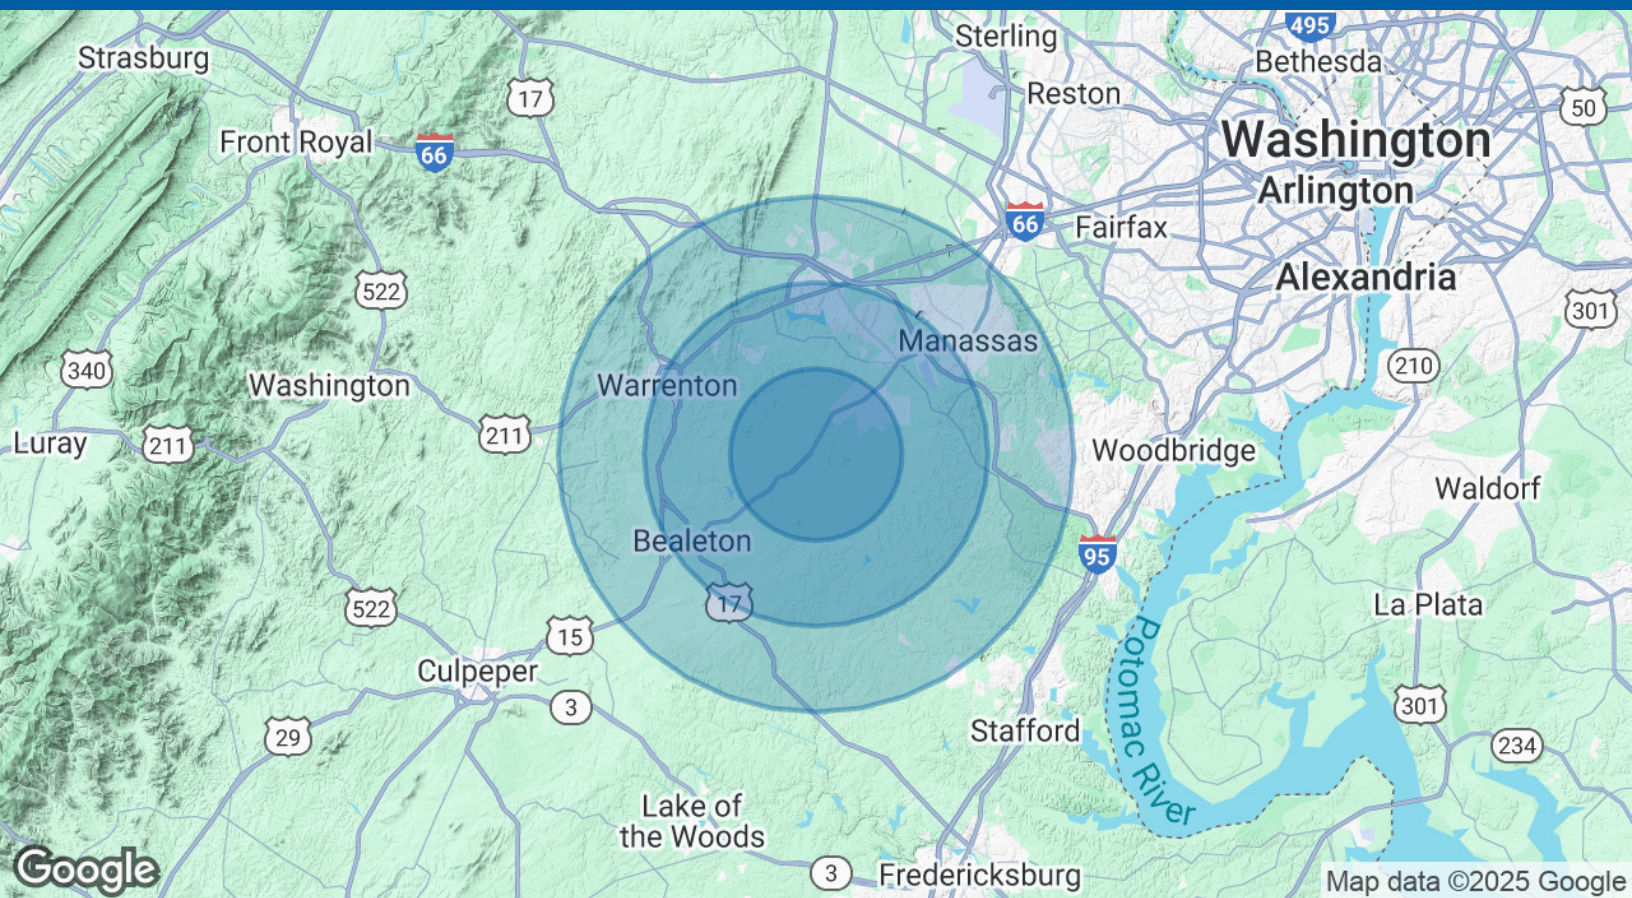 495
Sterling
Strasburg
Bethesda
Reston
17
50
Washington
Front Royal
66
Arlington
66
Fairfax
Alexandria
522
301
Manassas
340
210
Washington
Warrenton
211
Luray
211
Woodbridge
Waldorf
Bealeton
95
17
522
La Plata
15
Culpeper
Potomac River
3
301
29
Stafford
234
Lake of
the Woods
Google
3
Fredericksburg
Map data ©2025 Google